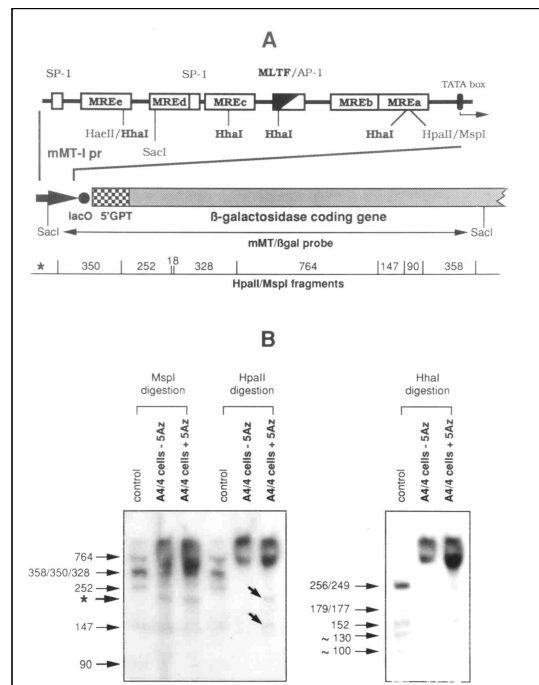 A
SP-1 SP-1 MLTF/AP-1 TATA box
MREe MREd MREc MREb MREa
HaeII/HhaI HhaI HhaI HhaI HpaII/MspI
SacI
mMT-I pr
ß-galactosidase coding gene
lacO 5'GPT
SacI SacI
mMT/ßgal probe
* 350 252 18 328 764 147 90 358
HpaII/MspI fragments
B
MspI digestion
HpaII digestion
HhaI digestion
control
A4/4 cells - 5Az
A4/4 cells + 5Az
control
A4/4 cells - 5Az
A4/4 cells + 5Az
control
A4/4 cells - 5Az
A4/4 cells + 5Az
764
358/350/328
252
*
147
90
256/249
179/177
152
~ 130
~ 100